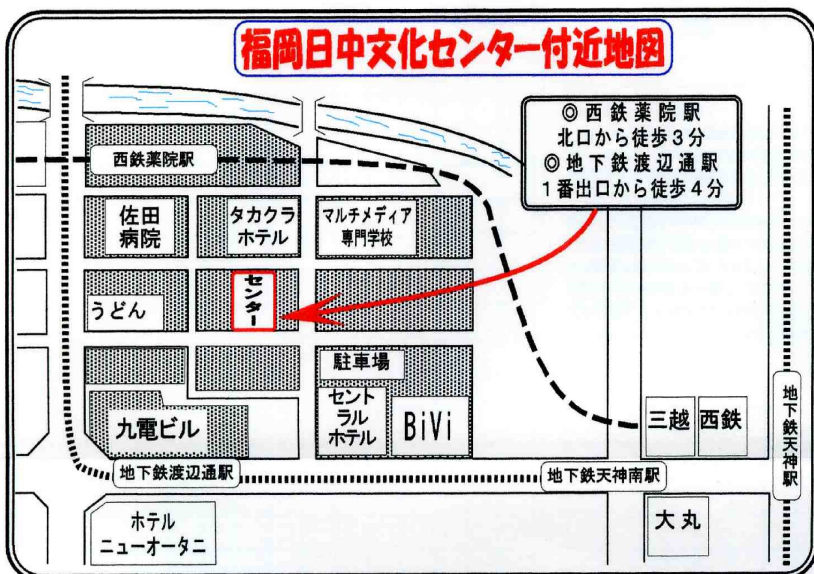 福岡日中文化センター付近地図
◎西鉄薬院駅
北口から徒歩3分
◎地下鉄渡辺通駅
1番出口から徒歩4分
西鉄薬院駅
佐田
病院
タカクラ
ホテル
マルチメディア
専門学校
うどん
センター
駐車場
セント
ラル
ホテル
BiVi
九電ビル
三越
西鉄
地下鉄天神駅
地下鉄渡辺通駅
地下鉄天神南駅
ホテル
ニューオータニ
大丸